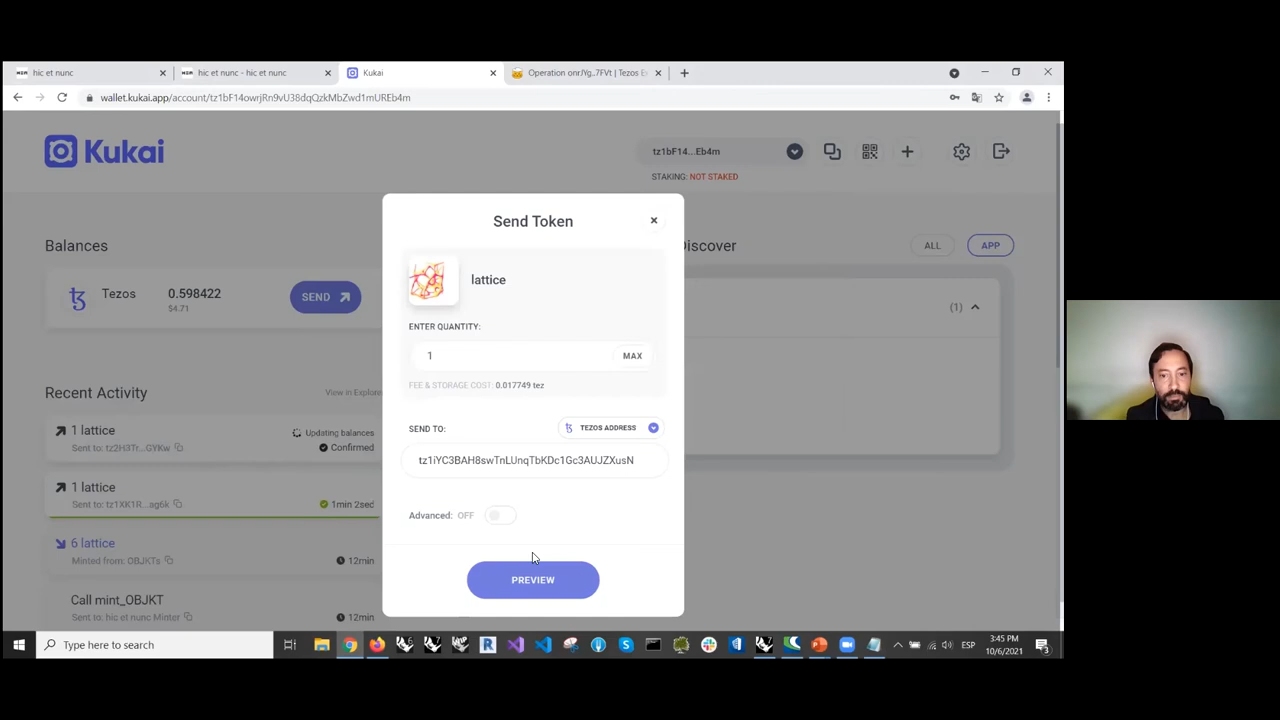 hic et nunc
hic et nunc - hic et nunc
Kukai
Operation onrJYg..7FVt | Tezos E
wallet.kukai.app/account/tz1bF14owrjRn9vU38dqQzkMbZwd1mUREb4m
Kukai
tz1bF14...Eb4m
STAKING: NOT STAKED
Send Token
Balances
Discover
ALL
APP
lattice
Tezos
0.598422
$4.71
SEND
(1)
ENTER QUANTITY:
1
MAX
FEE & STORAGE COST: 0.017749 tez
Recent Activity
View in Explore
SEND TO:
TEZOS ADDRESS
1 lattice
Updating balances
Sent to: tz2H3Tr...GYKw
Confirmed
tz1iYC3BAH8swTnLUnqTbKDc1Gc3AUJZXusN
1 lattice
Sent to: tz1XK1R...ag6k
1min 2sec
Advanced: OFF
6 lattice
Minted from: OBJKTs
12min
PREVIEW
Call mint_OBJKT
Sent to: hic et nunc Minter
12min
Type here to search
ESP
3:45 PM
10/6/2021